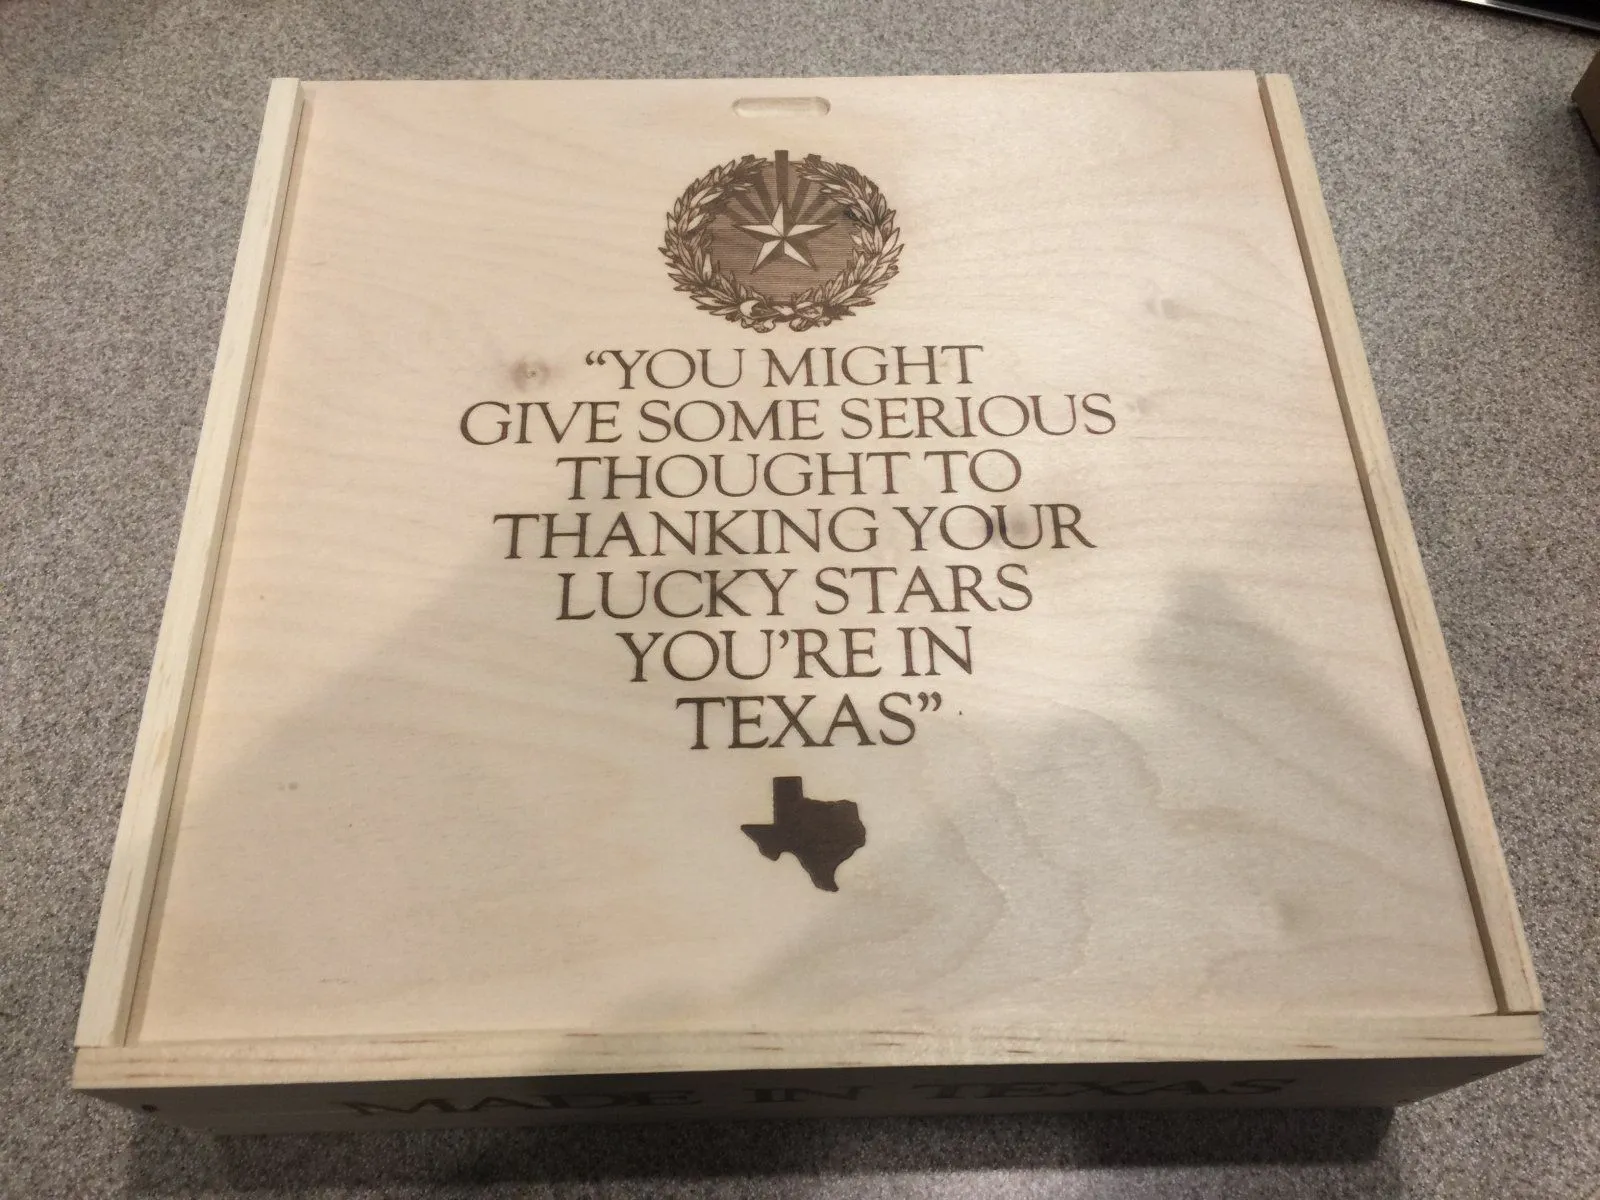 “YOU MIGHT
GIVE SOME SERIOUS
THOUGHT TO
THANKING YOUR
LUCKY STARS
YOU’RE IN
TEXAS”
MADE IN TEXAS